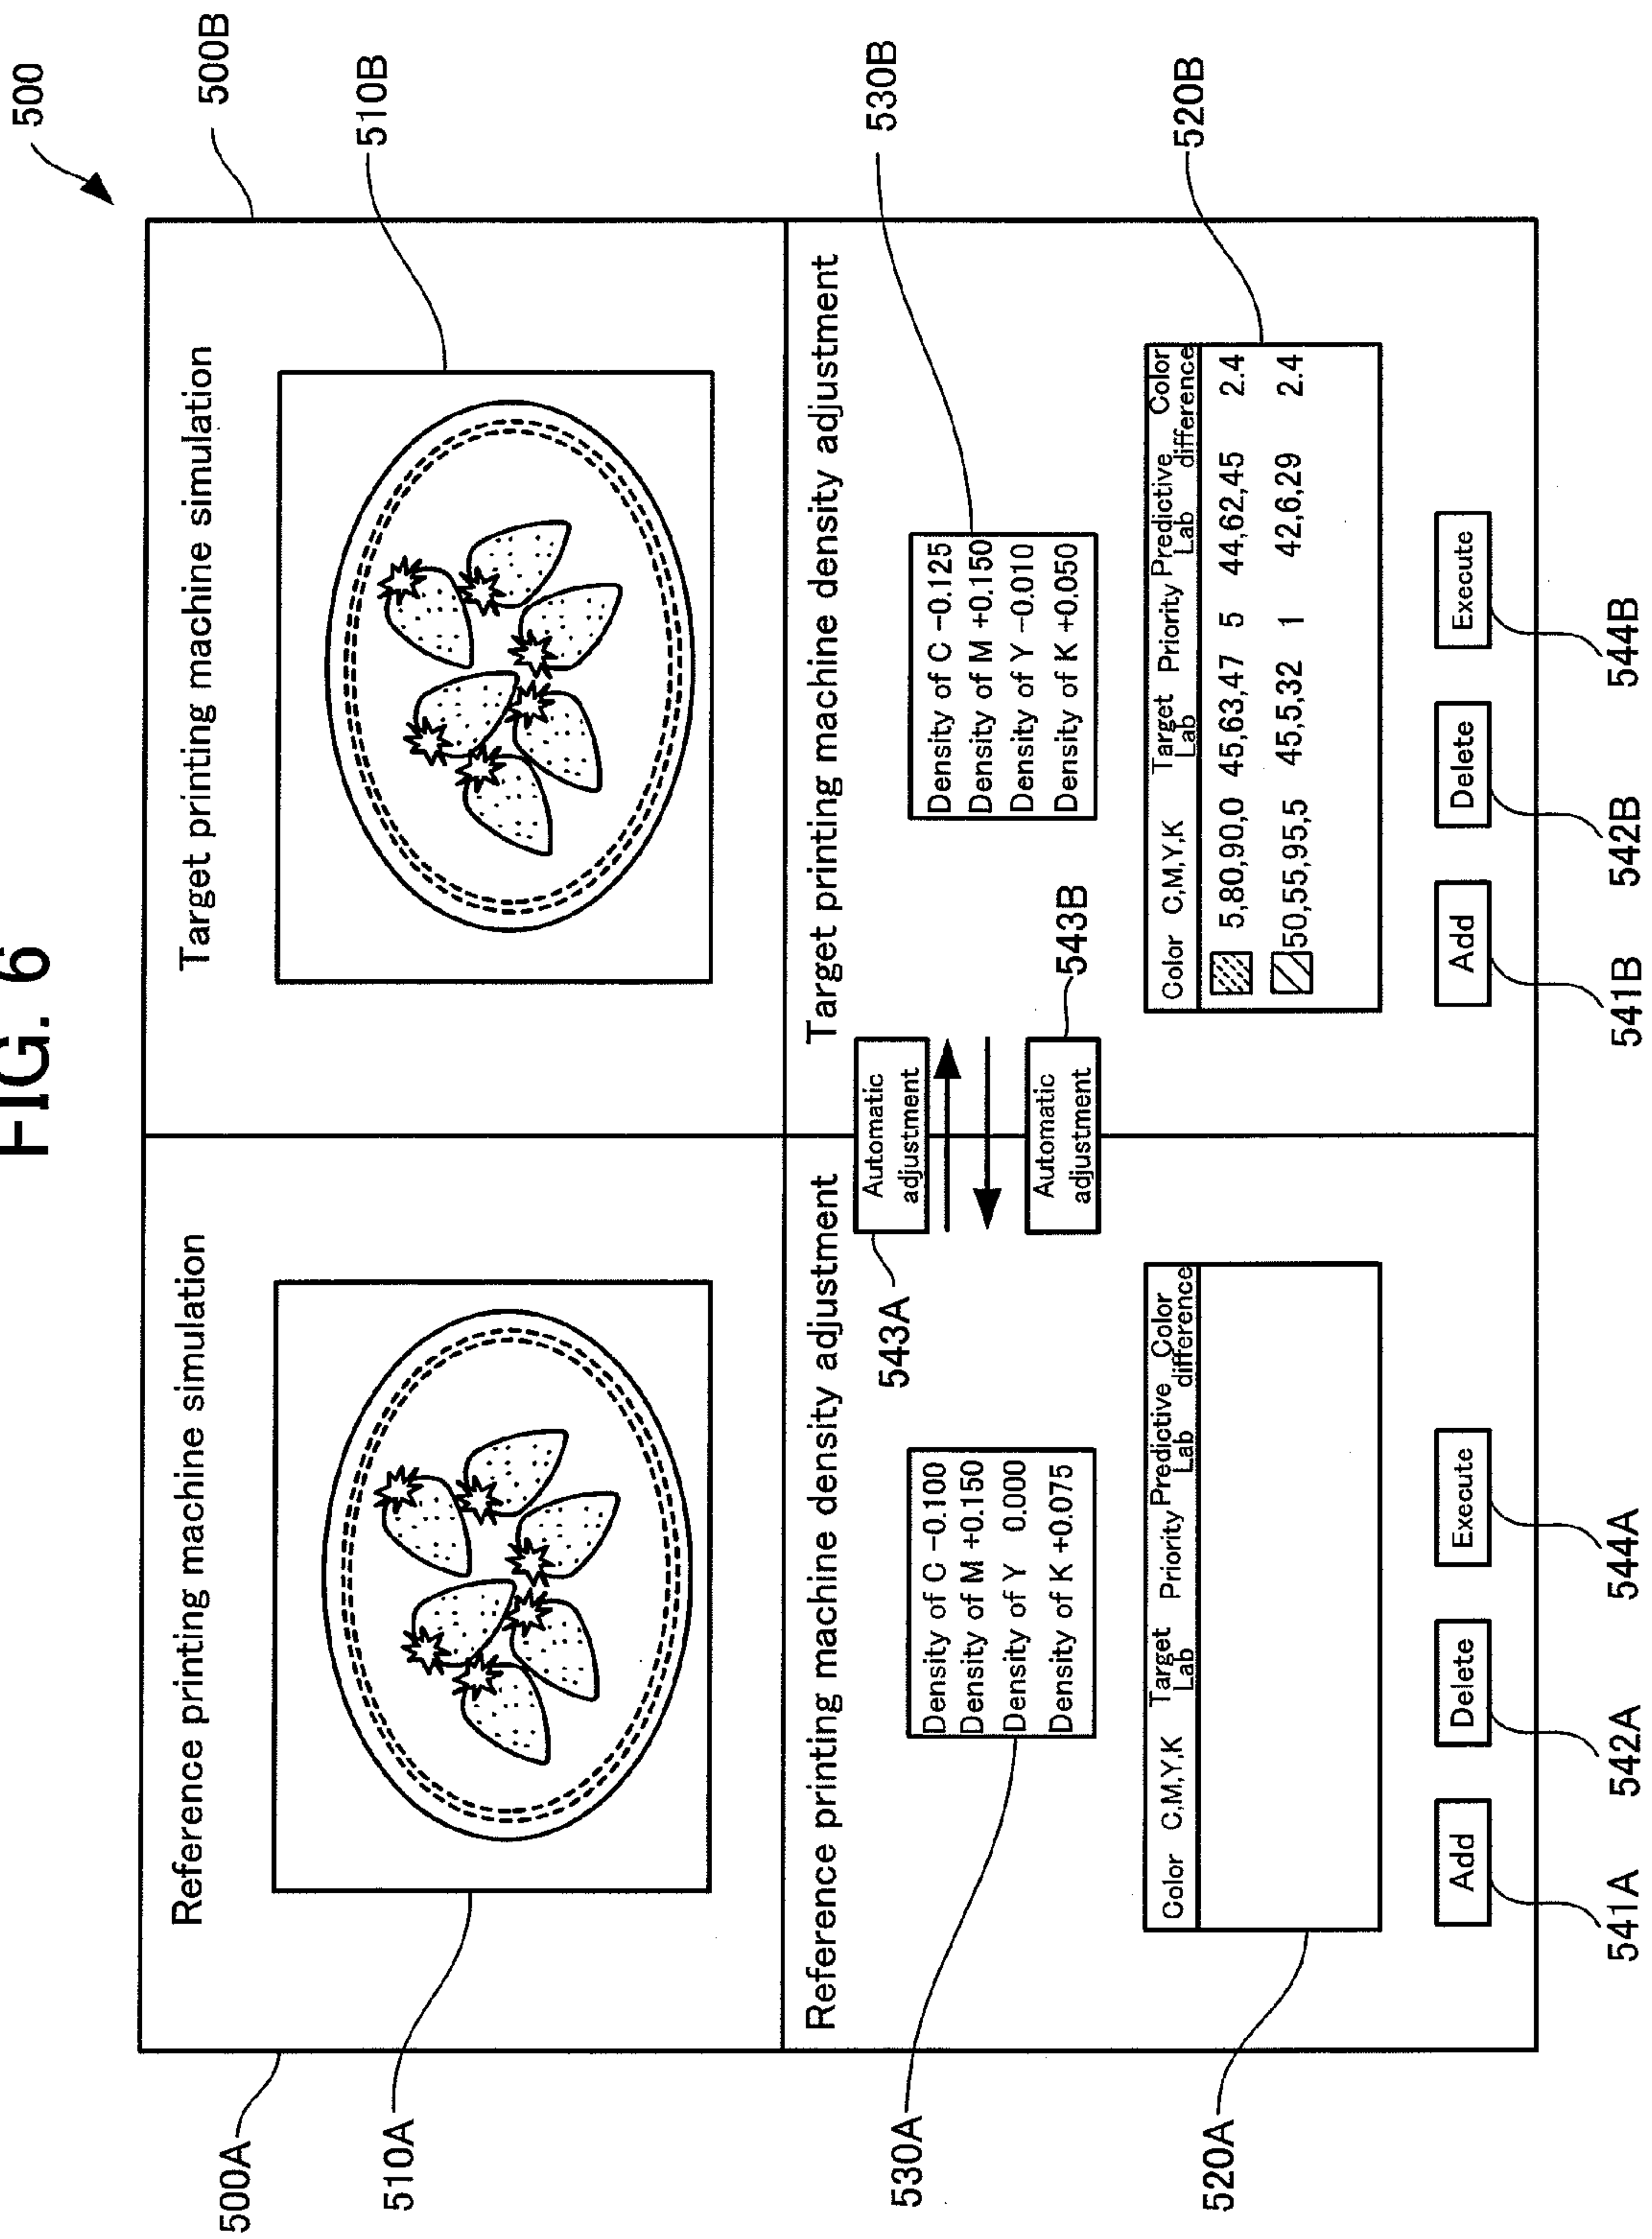 FIG. 6
500
500A
500B
Reference printing machine simulation
Target printing machine simulation
510A
510B
Reference printing machine density adjustment
Target printing machine density adjustment
543A
Automatic
adjustment
Automatic
adjustment
543B
530A
Density of C −0.100
Density of M +0.150
Density of Y 0.000
Density of K +0.075
530B
Density of C −0.125
Density of M +0.150
Density of Y −0.010
Density of K +0.050
520A
Color C,M,Y,K Target Lab Priority Predictive Lab Color difference
520B
Color C,M,Y,K Target Lab Priority Predictive Lab Color difference
5,80,90,0 45,63,47 5 44,62,45 2.4
50,55,95,5 45,5,32 1 42,6,29 2.4
Add
Delete
Execute
Add
Delete
Execute
541A
542A
544A
541B
542B
544B